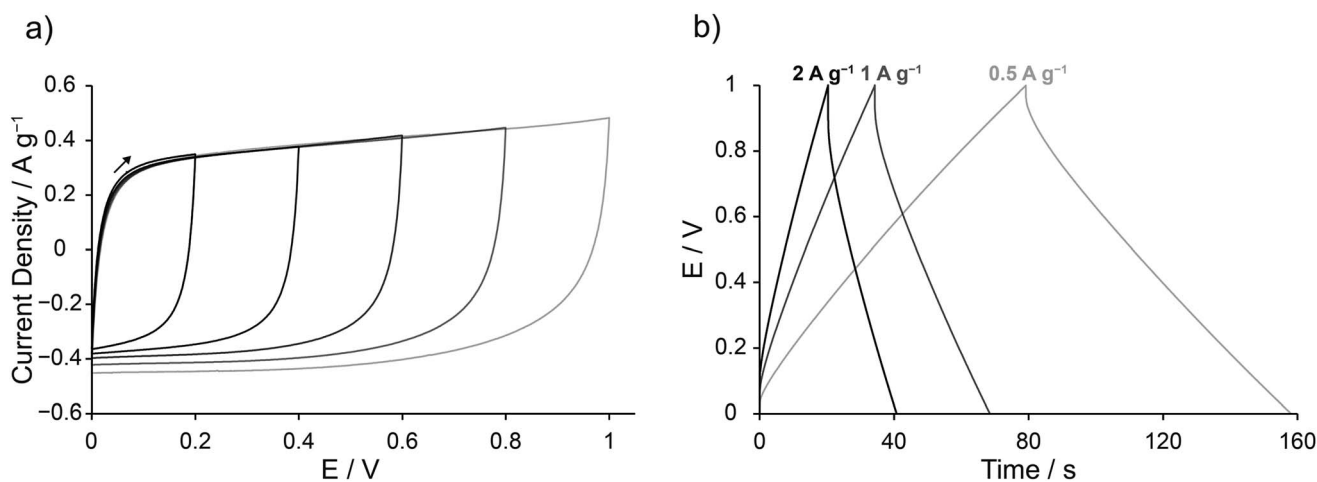 a)
0.6
0.4
0.2
0
−0.2
−0.4
−0.6
Current Density / A g⁻¹
0 0.2 0.4 0.6 0.8 1
E / V
b)
2 A g⁻¹ 1 A g⁻¹ 0.5 A g⁻¹
1
0.8
0.6
0.4
0.2
0
E / V
0 40 80 120 160
Time / s